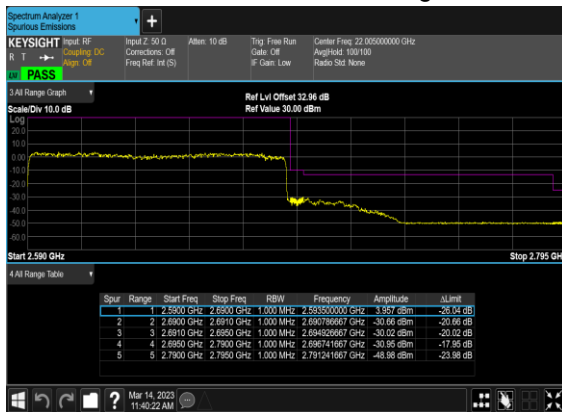 Spectrum Analyzer 1
Spurious Emissions
KEYSIGHT Input: RF Input Z: 50 Ω Atten: 10 dB Trig: Free Run Center Freq: 22.005000000 GHz
R T Coupling: DC Corrections: Off Gate: Off Avg|Hold: 100/100
Align: Off Freq Ref: Int (S) IF Gain: Low Radio Std: None
PASS
3 All Range Graph
Ref Lvl Offset 32.96 dB
Scale/Div 10.0 dB Ref Value 30.00 dBm
Log
20.0
10.0
0.00
-10.0
-20.0
-30.0
-40.0
-50.0
-60.0
Start 2.590 GHz Stop 2.795 GH
4 All Range Table
Spur Range Start Freq Stop Freq RBW Frequency Amplitude ΔLimit
1 1 2.5900 GHz 2.6900 GHz 1.000 MHz 2.593500000 GHz 3.957 dBm -26.04 dB
2 2 2.6900 GHz 2.6910 GHz 1.000 MHz 2.690786667 GHz -30.66 dBm -20.66 dB
3 3 2.6910 GHz 2.6950 GHz 1.000 MHz 2.694926667 GHz -30.02 dBm -20.02 dB
4 4 2.6950 GHz 2.7900 GHz 1.000 MHz 2.696741667 GHz -30.95 dBm -17.95 dB
5 5 2.7900 GHz 2.7950 GHz 1.000 MHz 2.791241667 GHz -48.98 dBm -23.98 dB
Mar 14, 2023
11:40:22 AM